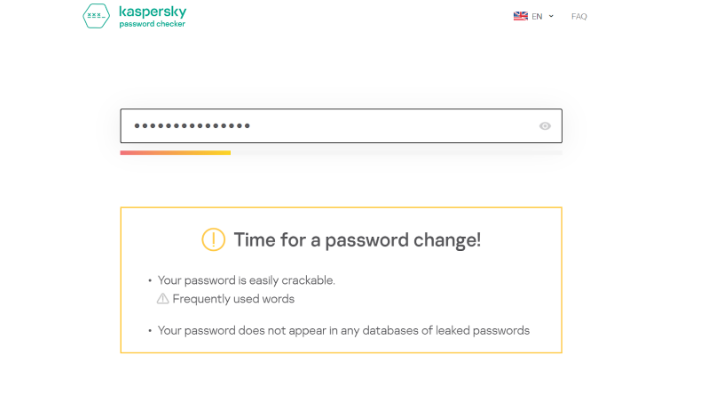 kaspersky
password checker
EN
FAQ
•••••••••••••••
Time for a password change!
• Your password is easily crackable.
Frequently used words
• Your password does not appear in any databases of leaked passwords